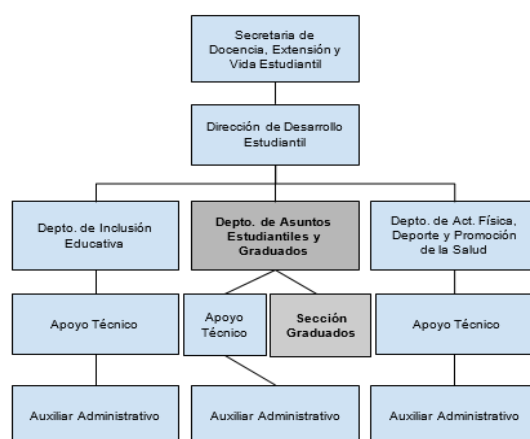 Secretaria de
Docencia, Extensión y
Vida Estudiantil
Dirección de Desarrollo
Estudiantil
Depto. de Inclusión
Educativa
Depto. de Asuntos
Estudiantiles y
Graduados
Depto. de Act. Física,
Deporte y Promoción
de la Salud
Apoyo Técnico
Apoyo
Técnico
Sección
Graduados
Apoyo Técnico
Auxiliar Administrativo
Auxiliar Administrativo
Auxiliar Administrativo